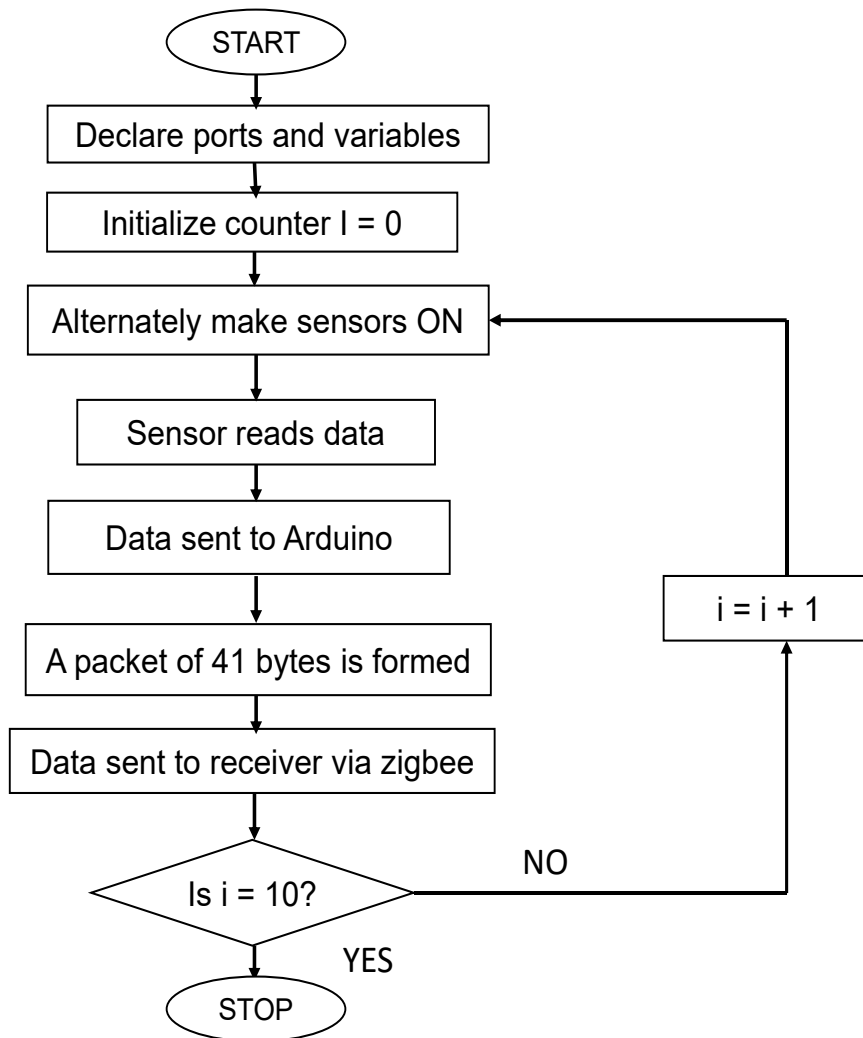 START
Declare ports and variables
Initialize counter I = 0
Alternately make sensors ON
Sensor reads data
Data sent to Arduino
i = i + 1
A packet of 41 bytes is formed
Data sent to receiver via zigbee
Is i = 10?
NO
YES
STOP